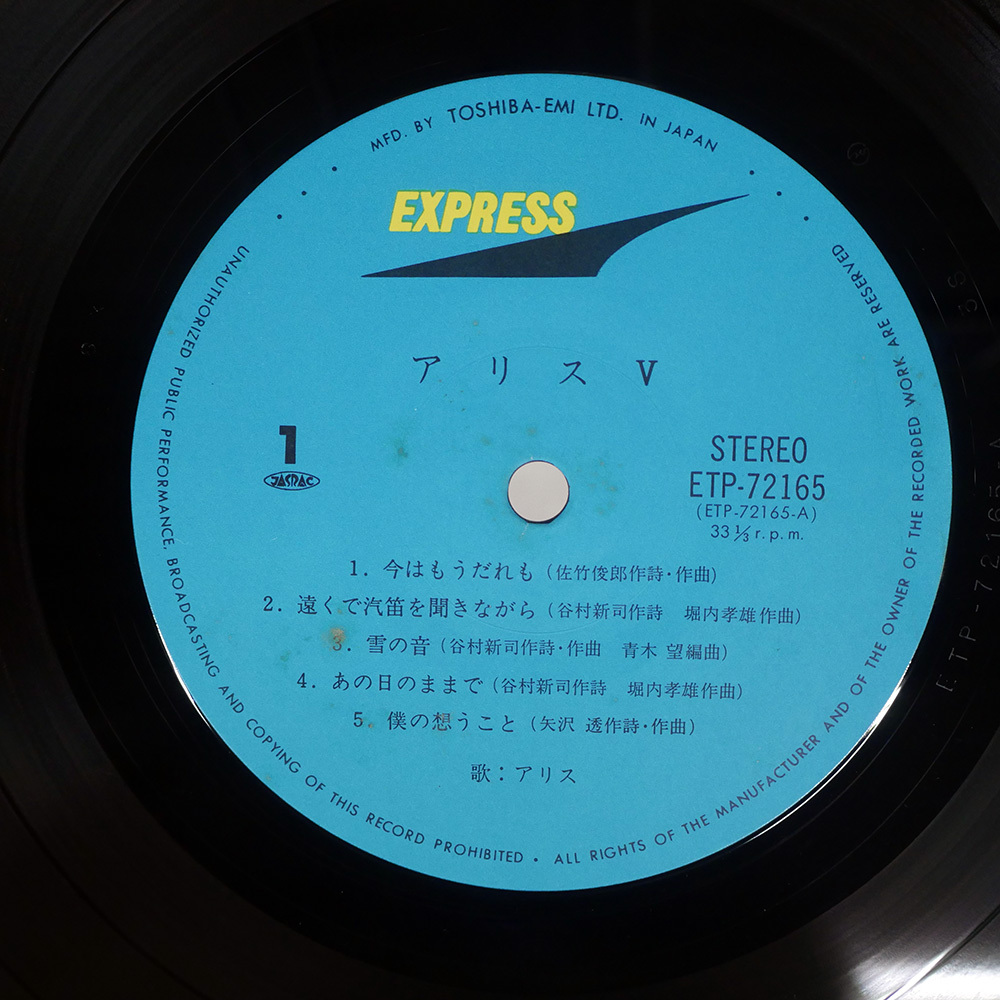 MFD. BY TOSHIBA-EMI LTD. IN JAPAN
EXPRESS
アリス V
1
JASRAC
STEREO
ETP-72165
(ETP-72165-A)
33⅓ r.p.m.
1. 今はもうだれも (佐竹俊郎作詩・作曲)
2. 遠くで汽笛を聞きながら (谷村新司作詩 堀内孝雄作曲)
3. 雪の音 (谷村新司作詩・作曲 青木 望編曲)
4. あの日のままで (谷村新司作詩 堀内孝雄作曲)
5. 僕の想うこと (矢沢 透作詩・作曲)
歌：アリス
UNAUTHORIZED PUBLIC PERFORMANCE, BROADCASTING AND COPYING OF THIS RECORD PROHIBITED • ALL RIGHTS OF THE MANUFACTURER AND OF THE OWNER OF THE RECORDED WORK ARE RESERVED
ETP-72165-A